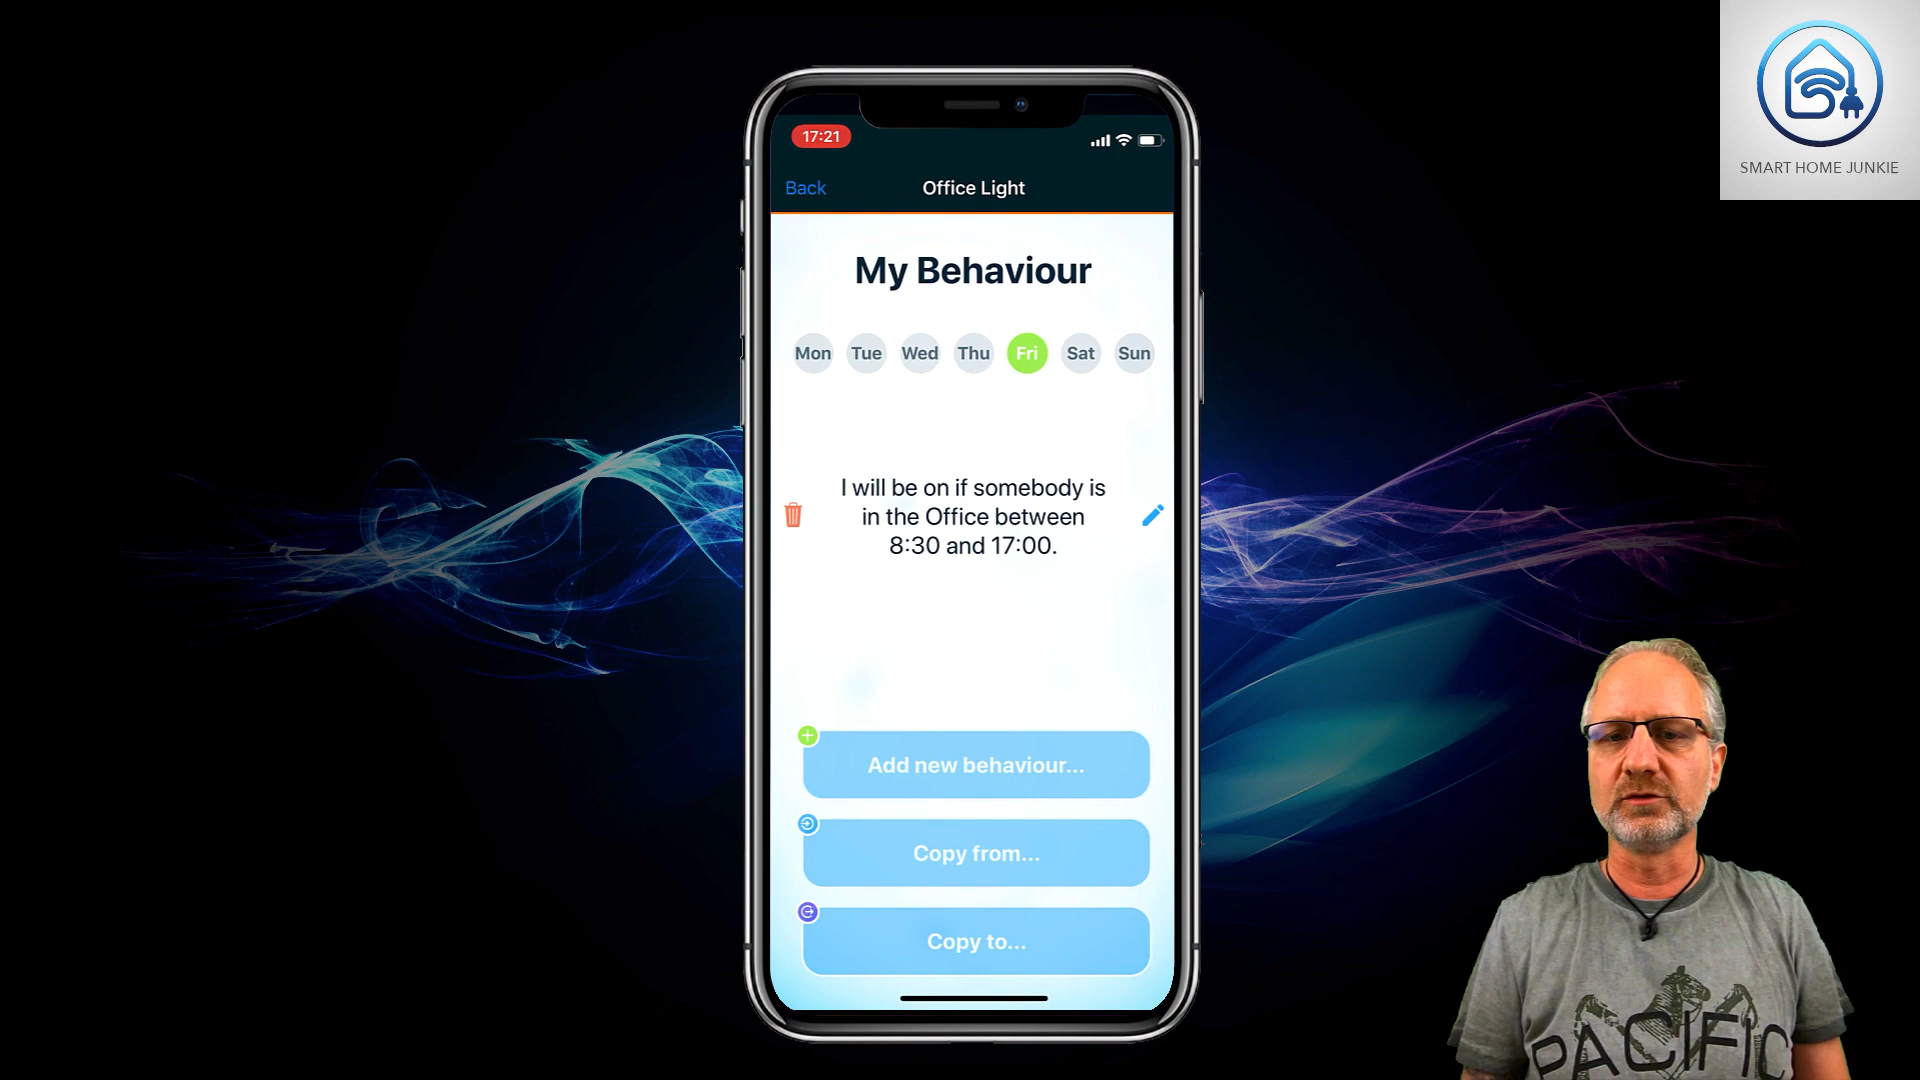 SMART HOME JUNKIE
17:21
Back
Office Light
My Behaviour
Mon Tue Wed Thu Fri Sat Sun
I will be on if somebody is
in the Office between
8:30 and 17:00.
Add new behaviour...
Copy from...
Copy to...
PACIFIC